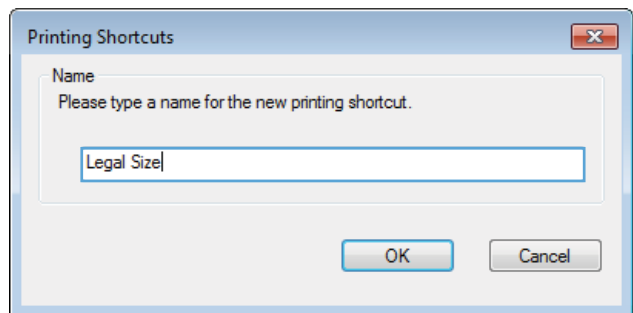 Printing Shortcuts
Name
Please type a name for the new printing shortcut.
Legal Size
OK
Cancel